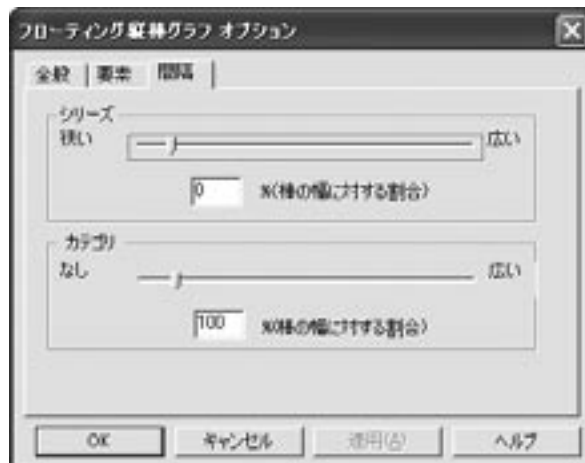 フローティング縦棒グラフ オプション
全般 要素 間隔
シリーズ
狭い 広い
0 %(棒の幅に対する割合)
カテゴリ
なし 広い
100 %(棒の幅に対する割合)
OK キャンセル 適用(A) ヘルプ